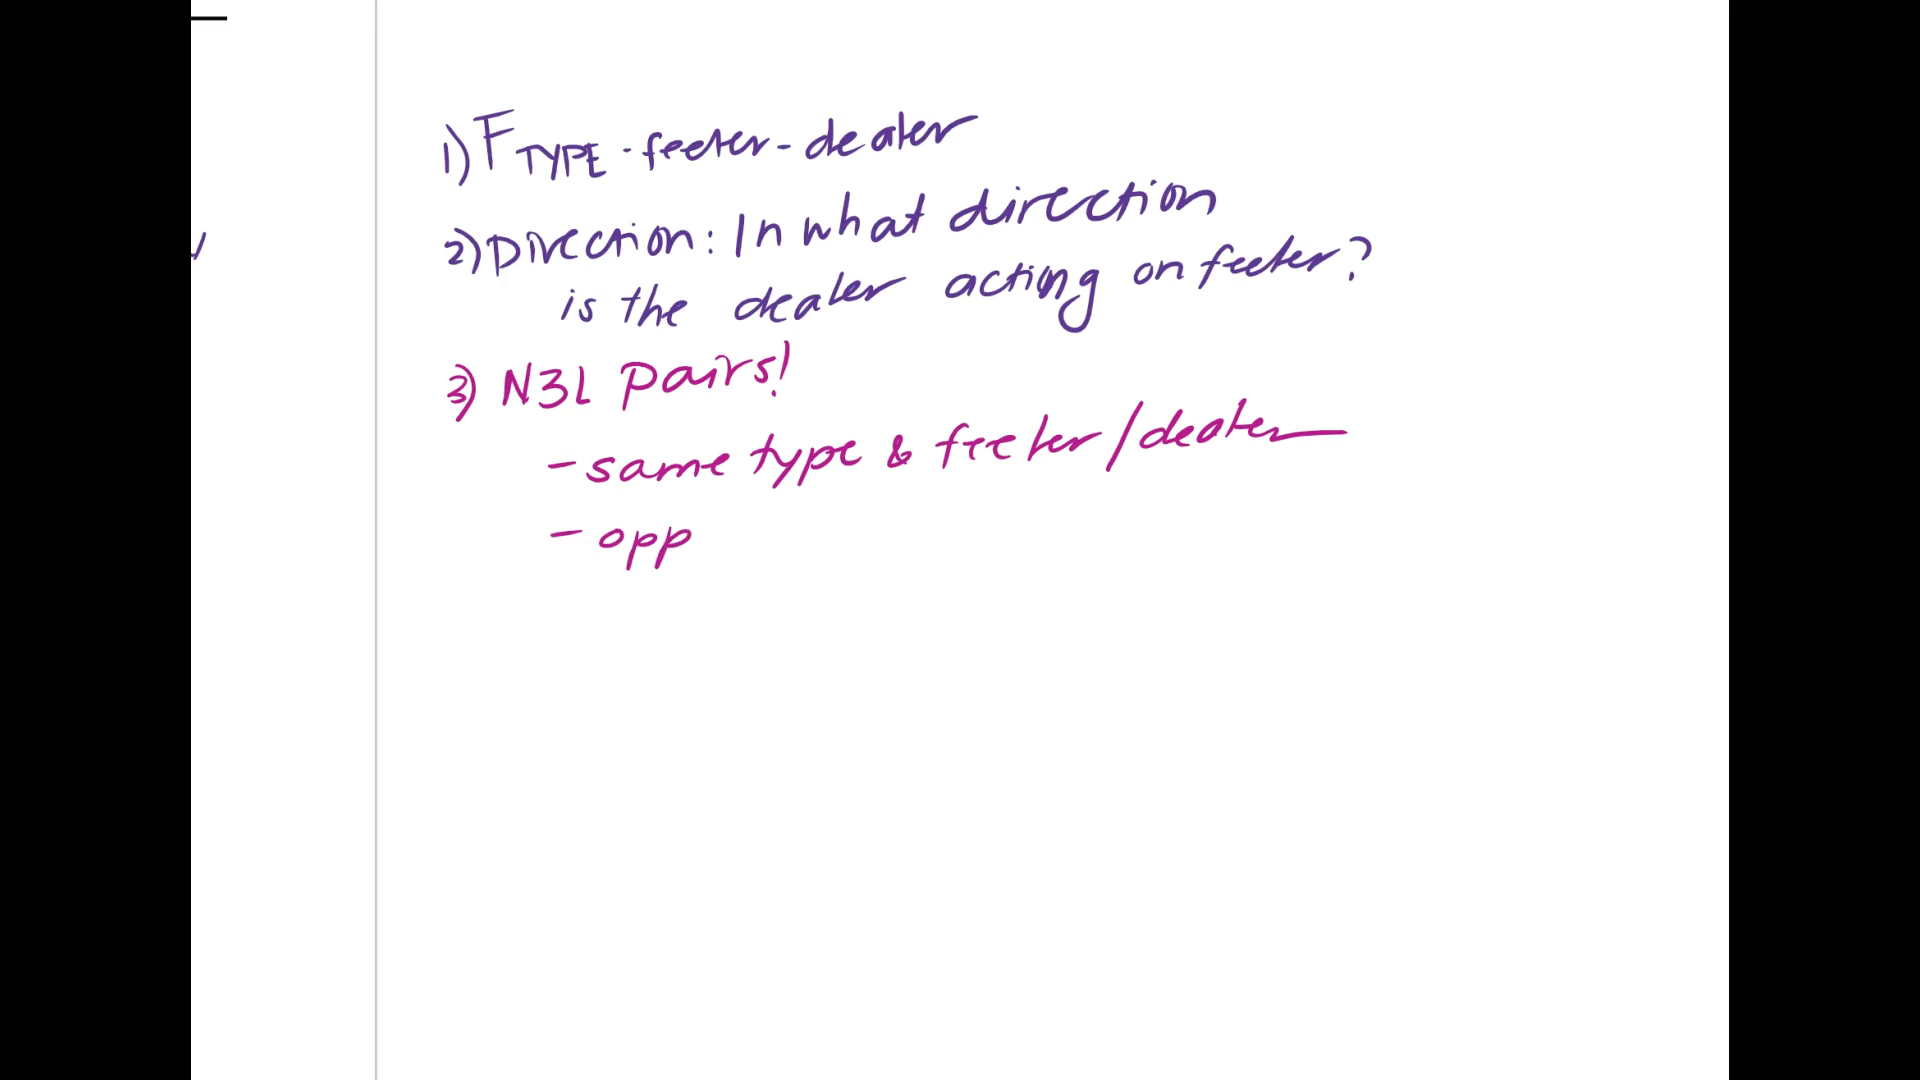 1) F TYPE - feeler - dealer
2) Direction: In what direction
is the dealer acting on feeler?
3) N3L pairs!
- same type & feeler/dealer
- opp